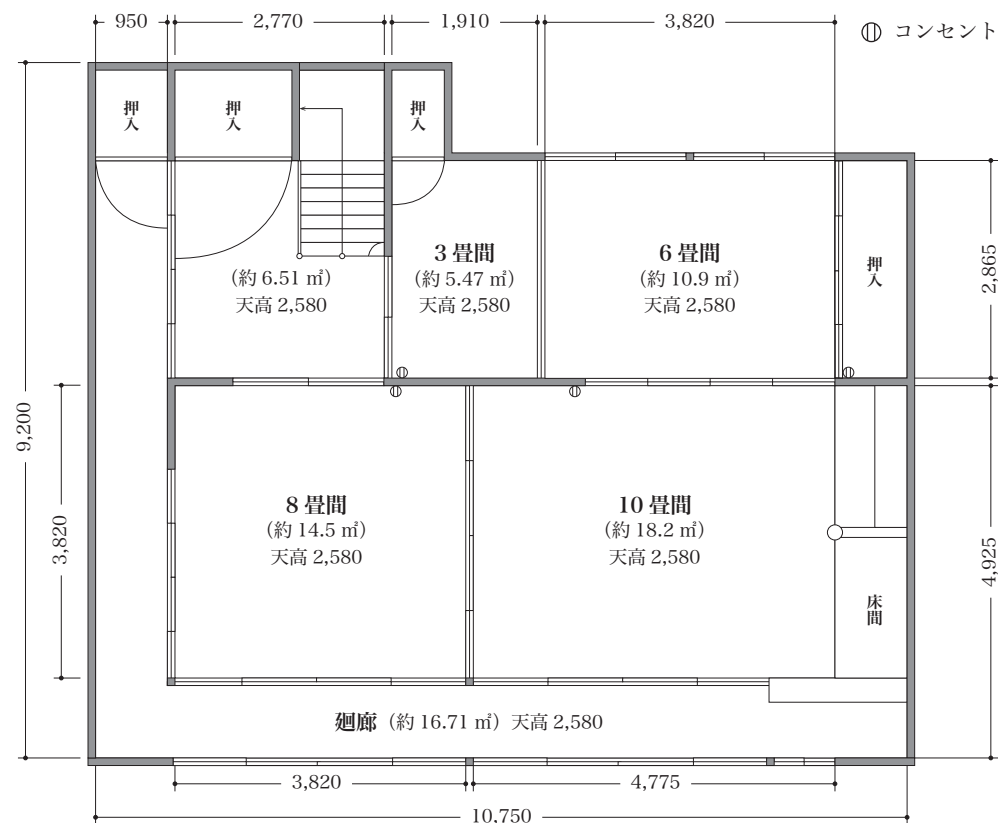 950
2,770
1,910
3,820
コンセント
押入
押入
押入
3 畳間
(約 5.47 ㎡)
天高 2,580
6 畳間
(約 10.9 ㎡)
天高 2,580
(約 6.51 ㎡)
天高 2,580
押入
2,865
9,200
3,820
8 畳間
(約 14.5 ㎡)
天高 2,580
10 畳間
(約 18.2 ㎡)
天高 2,580
床間
4,925
廻廊(約 16.71 ㎡)天高 2,580
3,820
4,775
10,750